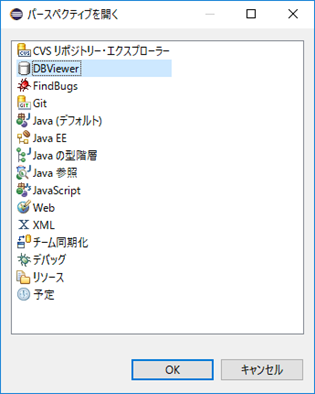 パースペクティブを開く
CVS リポジトリー・エクスプローラー
DBViewer
FindBugs
Git
Java (デフォルト)
Java EE
Java の型階層
Java 参照
JavaScript
Web
XML
チーム同期化
デバッグ
リソース
予定
OK
キャンセル